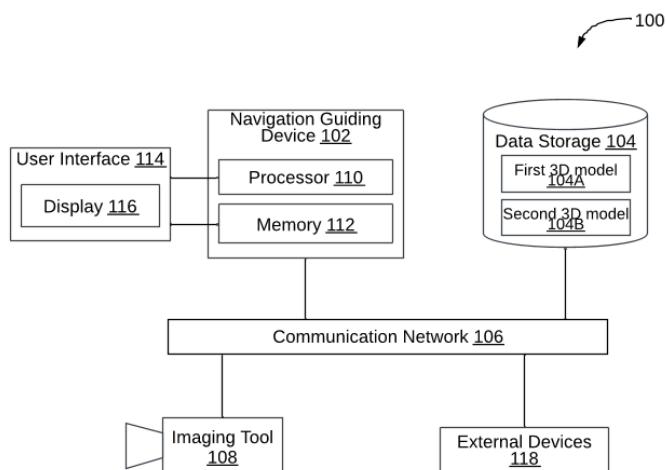 100
Navigation Guiding
Device 102
User Interface 114
Display 116
Processor 110
Memory 112
Data Storage 104
First 3D model
104A
Second 3D model
104B
Communication Network 106
Imaging Tool
108
External Devices
118